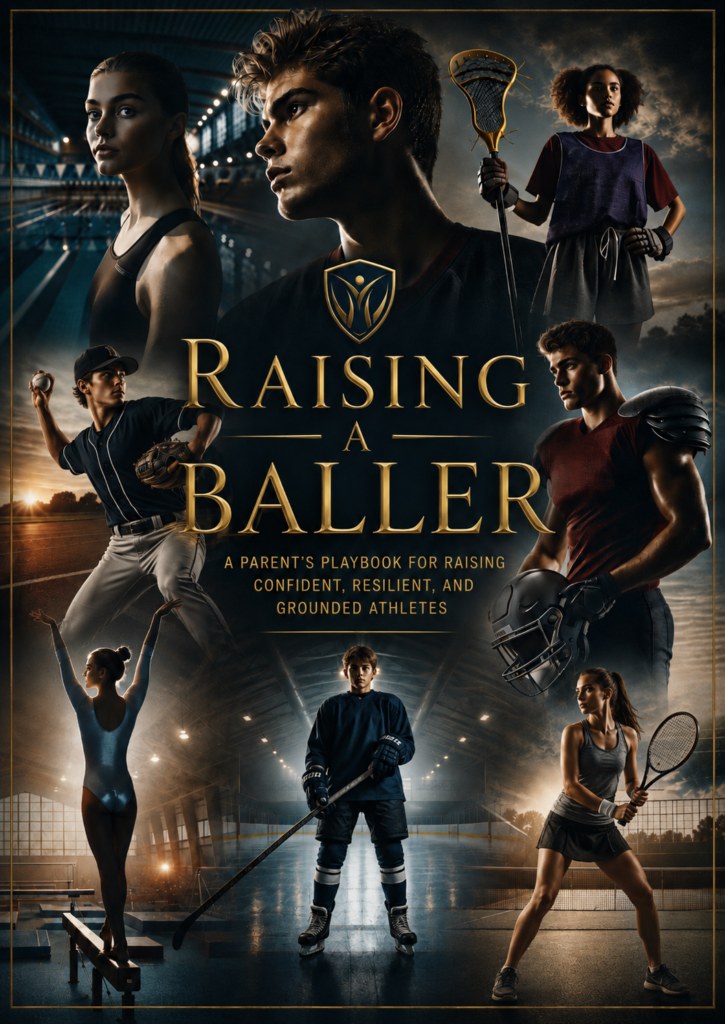 RAISING
A
BALLER
A PARENT'S PLAYBOOK FOR RAISING
CONFIDENT, RESILIENT, AND
GROUNDED ATHLETES